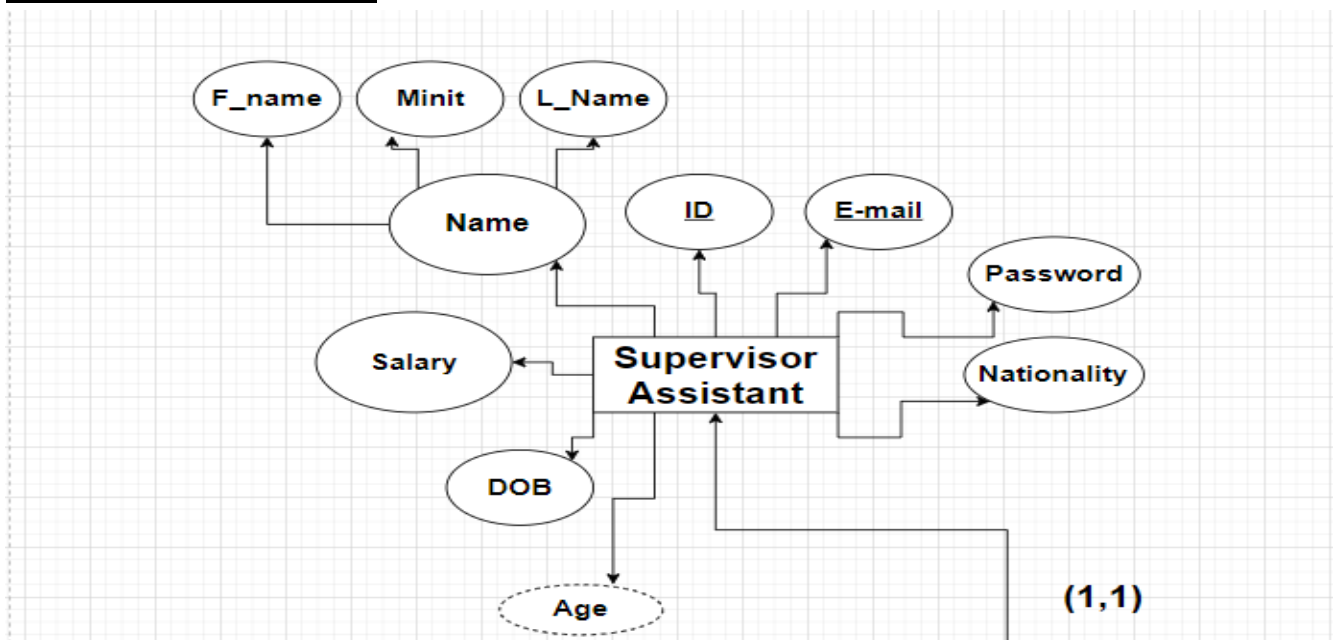 F_name
Minit
L_Name
Name
ID
E-mail
Password
Salary
Supervisor
Assistant
Nationality
DOB
Age
(1,1)